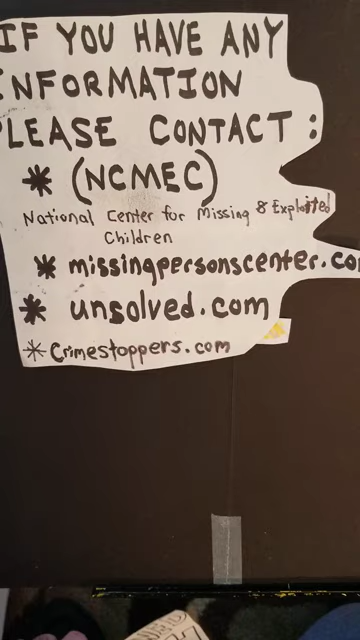 IF YOU HAVE ANY
INFORMATION
PLEASE CONTACT :
* (NCMEC)
National Center for Missing & Exploited
Children
* missingpersonscenter.co
* unsolved.com
* Crimestoppers.com